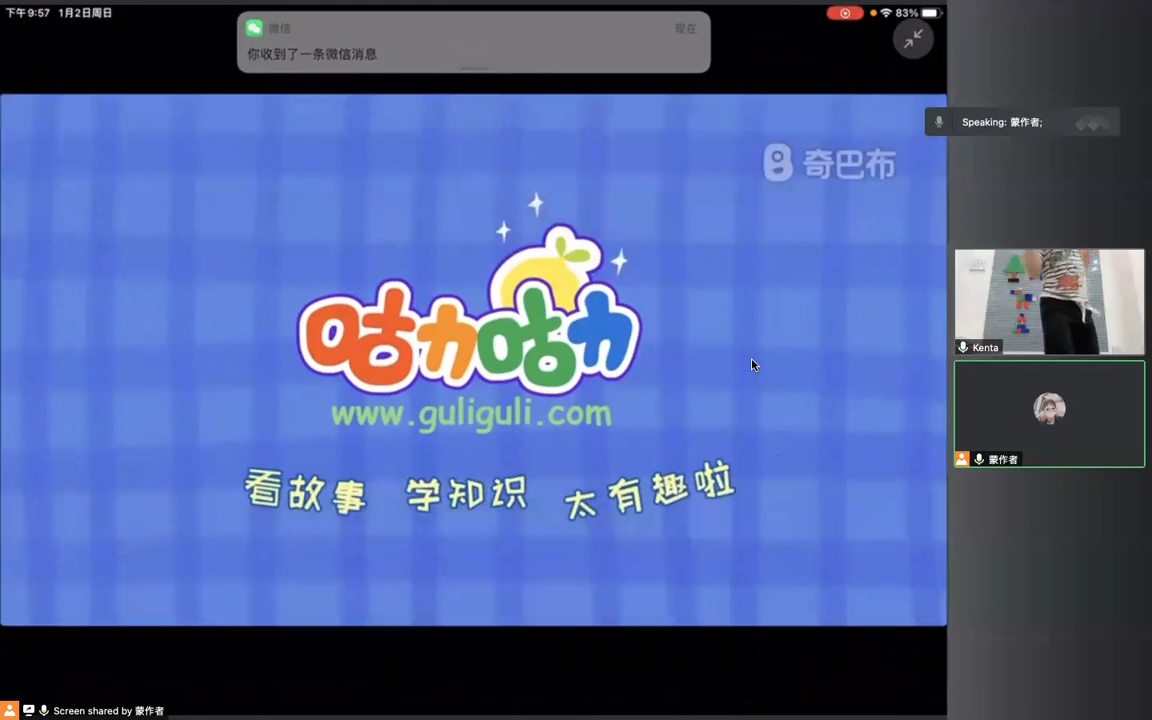 下午9:57 1月2日周日
83%
微信
现在
你收到了一条微信消息
Speaking: 蒙作者;
奇巴布
咕力咕力
www.guliguli.com
看故事 学知识 太有趣啦
Kenta
蒙作者
Screen shared by 蒙作者